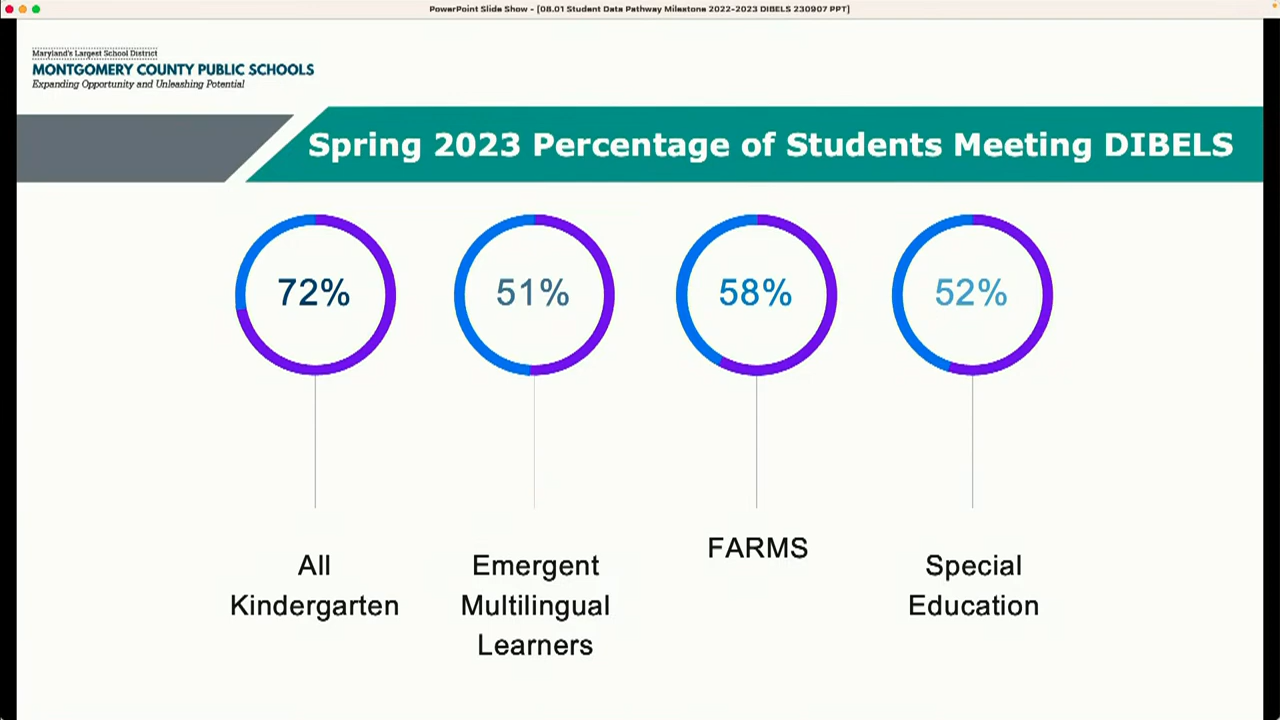 PowerPoint Slide Show - [08.01 Student Data Pathway Milestone 2022-2023 DIBELS 230907 PPT]
Maryland's Largest School District
MONTGOMERY COUNTY PUBLIC SCHOOLS
Expanding Opportunity and Unleashing Potential
Spring 2023 Percentage of Students Meeting DIBELS
72%
51%
58%
52%
All
Kindergarten
Emergent
Multilingual
Learners
FARMS
Special
Education